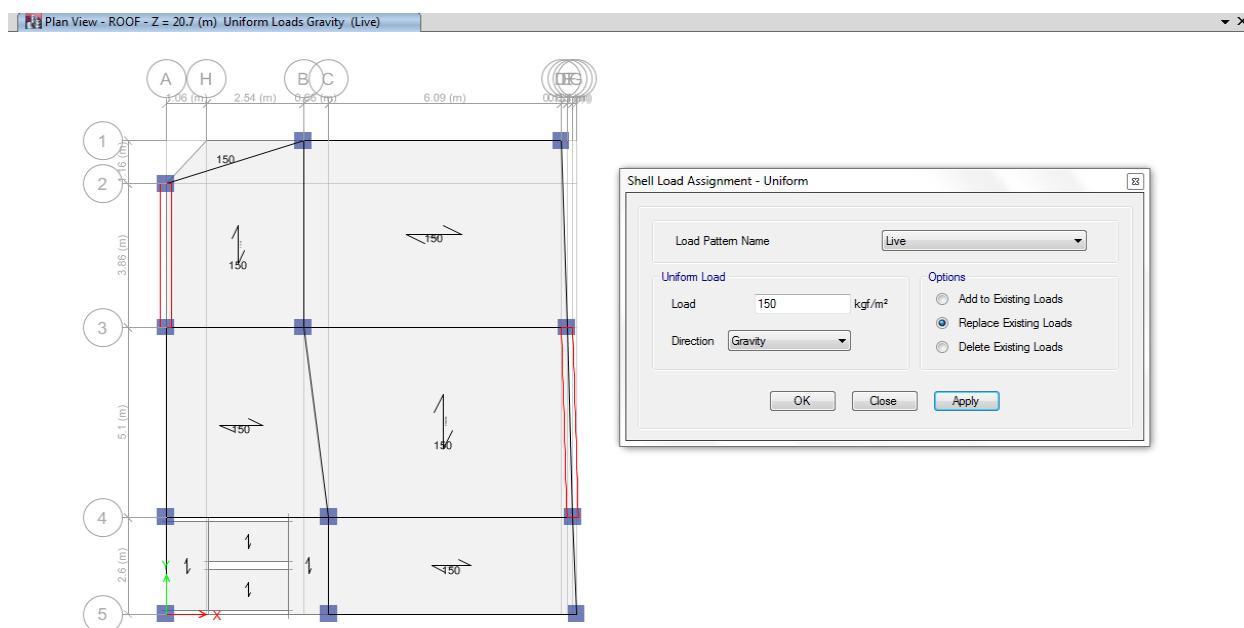 Plan View - ROOF - Z = 20.7 (m) Uniform Loads Gravity (Live)
A H B C G
1.06 (m) 2.54 (m) 6.09 (m)
1
150
2
3.86 (m)
150
150
3
5.1 (m)
150
150
4
2.6 (m)
150
Y
X
5
Shell Load Assignment - Uniform
Load Pattern Name
Live
Uniform Load
Load
150
kgf/m²
Direction
Gravity
Options
Add to Existing Loads
Replace Existing Loads
Delete Existing Loads
OK
Close
Apply